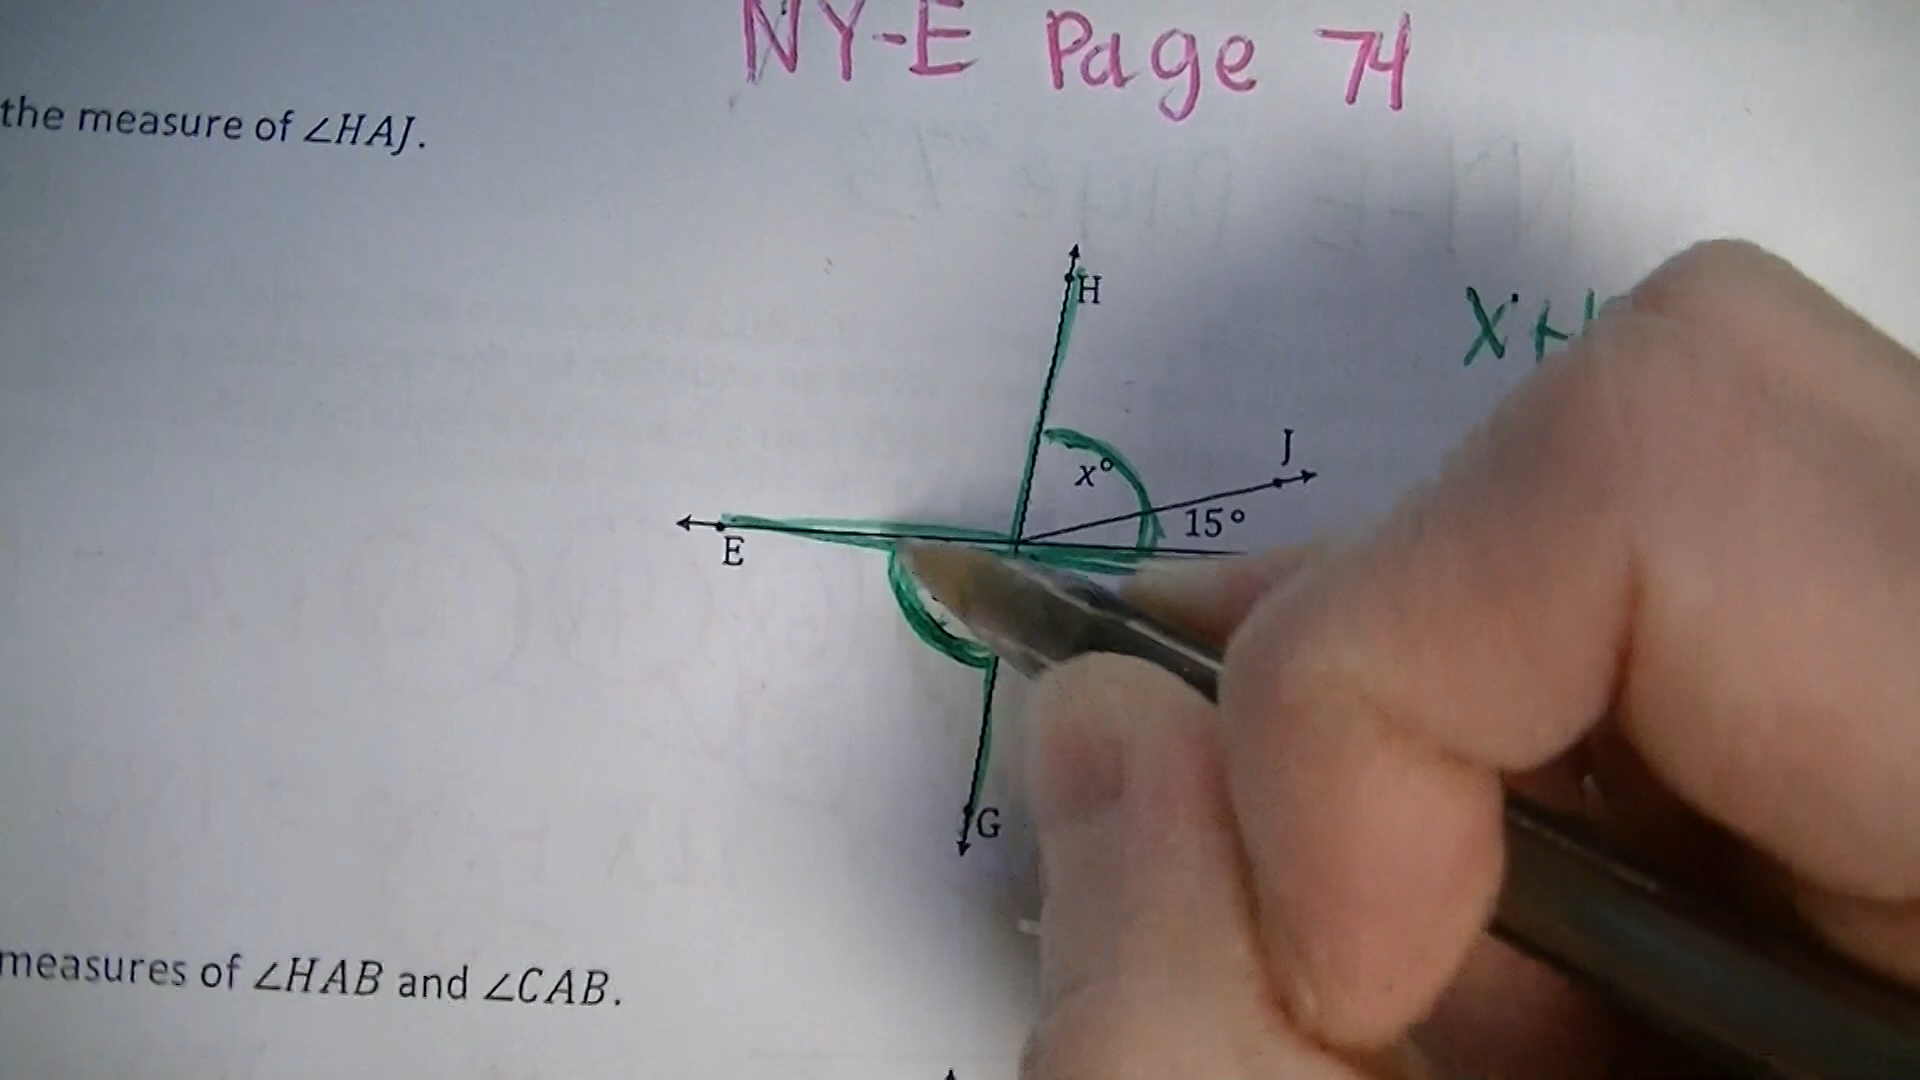 NY-E Page 74
the measure of ∠HAJ.
H
x+
J
x°
15°
E
G
measures of ∠HAB and ∠CAB.